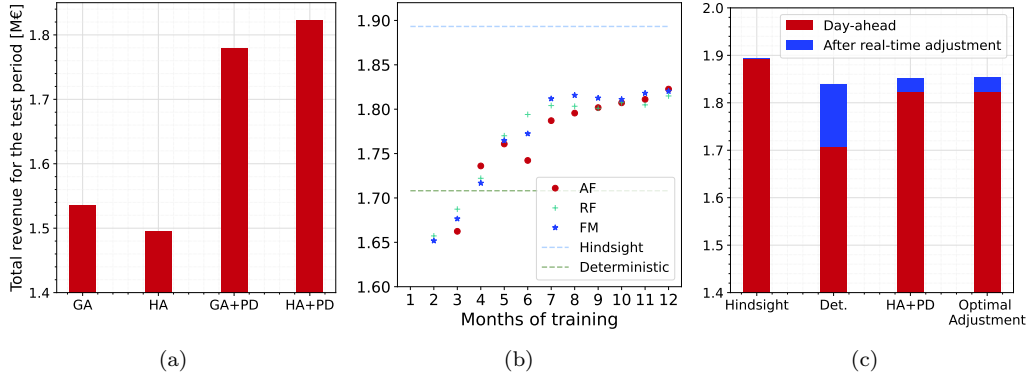 Total revenue for the test period [M€]
1.8
1.7
1.6
1.5
1.4
GA
HA
GA+PD
HA+PD
(a)
1.90
1.85
1.80
1.75
1.70
1.65
1.60
AF
RF
FM
Hindsight
Deterministic
1 2 3 4 5 6 7 8 9 10 11 12
Months of training
(b)
2.0
1.9
1.8
1.7
1.6
1.5
1.4
Day-ahead
After real-time adjustment
Hindsight
Det.
HA+PD
Optimal
Adjustment
(c)